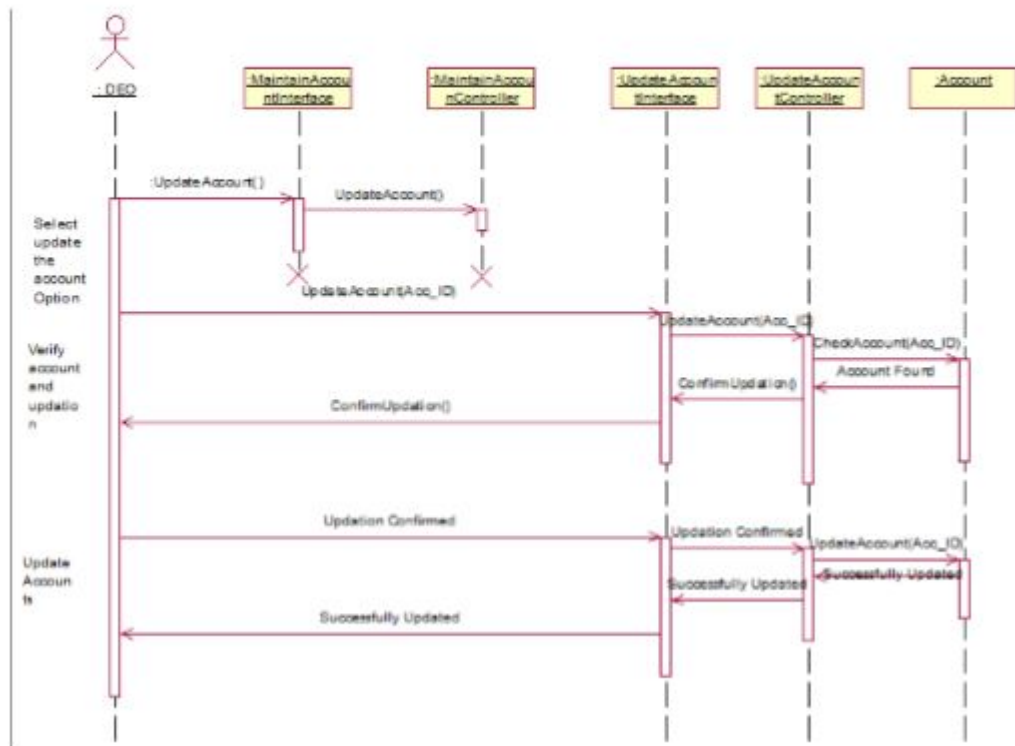 : DEO
:MaintainAccou
ntInterface
:MaintainAccou
nController
:UpdateAccoun
tInterface
:UpdateAccoun
tController
:Account
:UpdateAccount( )
UpdateAccount()
Select
update
the
account
Option
UpdateAccount(Acc_ID)
UpdateAccount(Acc_ID)
CheckAccount(Acc_ID)
Verify
account
and
updatio
n
Account Found
ConfirmUpdation()
ConfirmUpdation()
Updation Confirmed
Updation Confirmed
UpdateAccount(Acc_ID)
Update
Accoun
ts
Successfully Updated
Successfully Updated
Successfully Updated